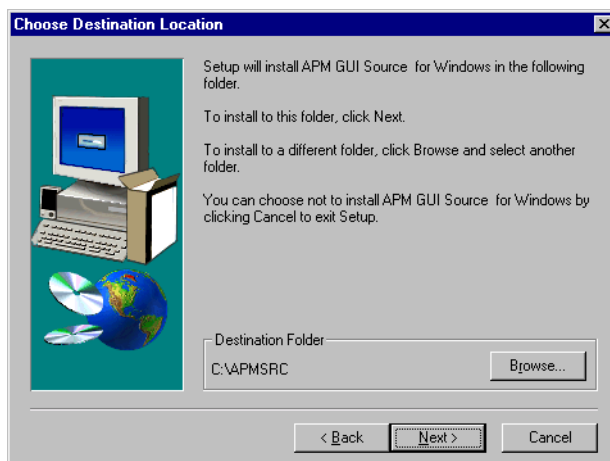 Choose Destination Location
Setup will install APM GUI Source for Windows in the following
folder.
To install to this folder, click Next.
To install to a different folder, click Browse and select another
folder.
You can choose not to install APM GUI Source for Windows by
clicking Cancel to exit Setup.
Destination Folder
C:\APMSRC
Browse...
< Back
Next >
Cancel